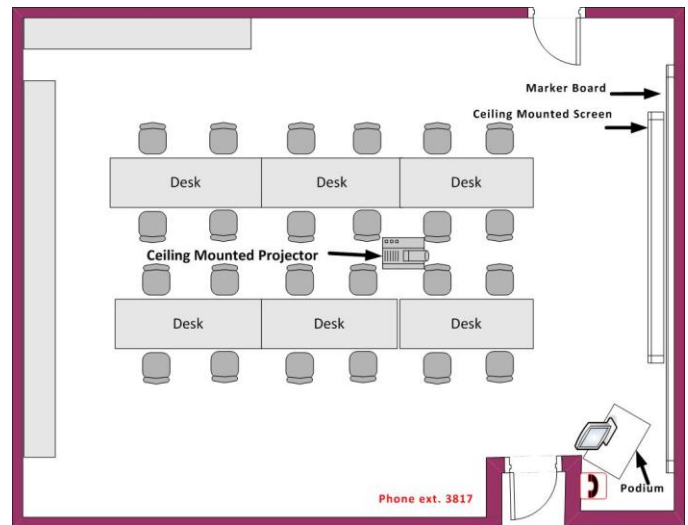 Marker Board
Ceiling Mounted Screen
Desk
Desk
Desk
Ceiling Mounted Projector
Desk
Desk
Desk
Podium
Phone ext. 3817